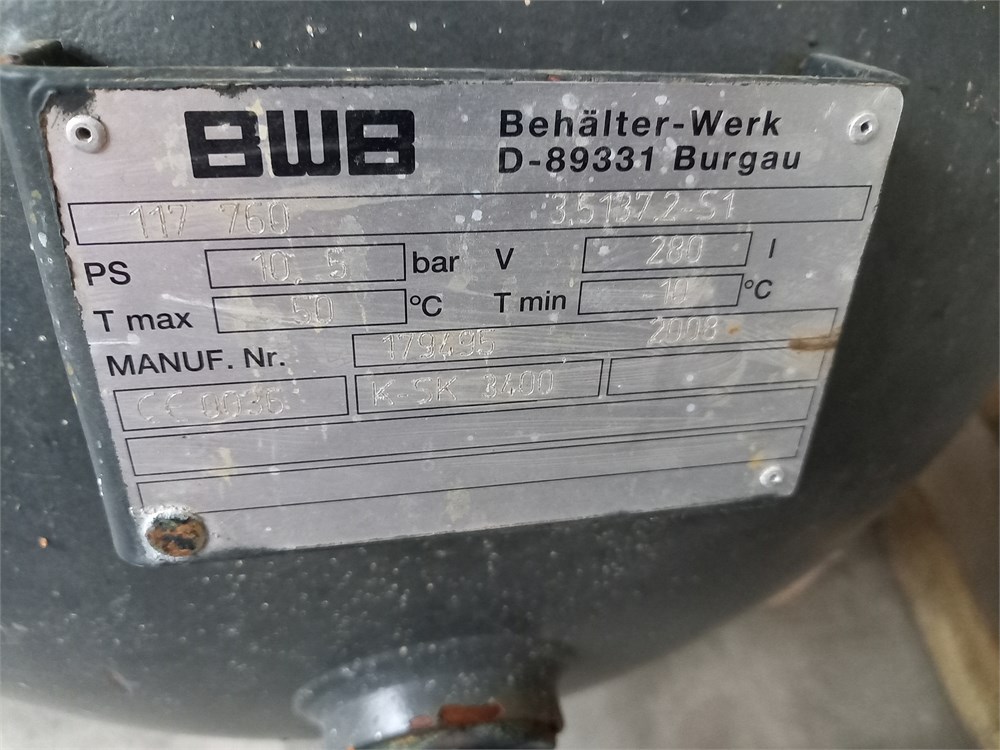 BWB Behälter-Werk
D-89331 Burgau
117 760 3.5137.2-S1
PS 10,5 bar V 280 l
T max 50 °C T min -10 °C
MANUF. Nr. 179495 2008
CE 0036 K-SK 3400